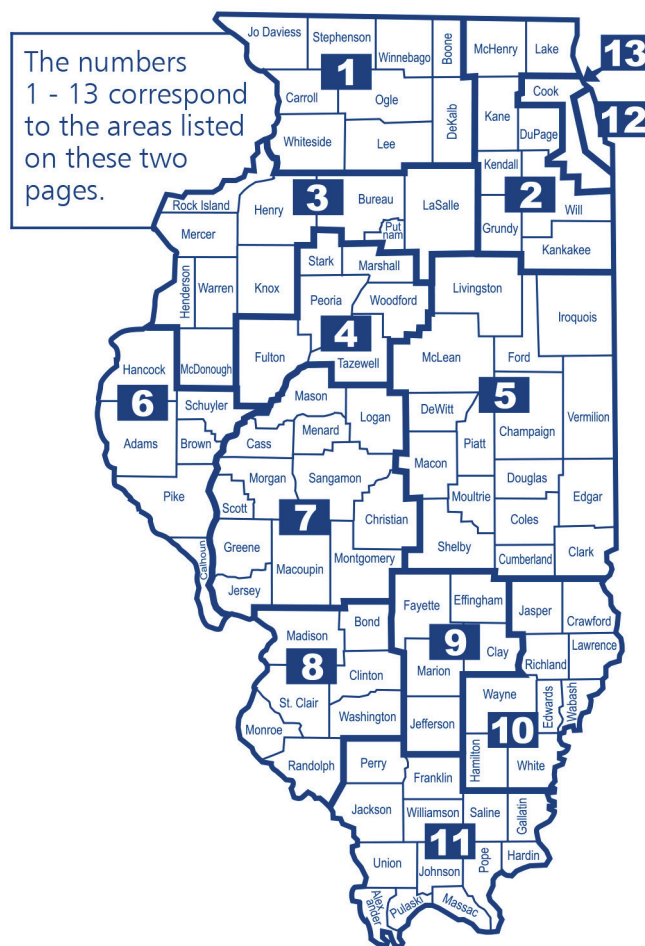 The numbers
1 - 13 correspond
to the areas listed
on these two
pages.
Jo Daviess
Stephenson
Winnebago
Boone
McHenry
Lake
13
1
Cook
12
Carroll
Ogle
DeKalb
Kane
DuPage
Whiteside
Lee
Kendall
2
Will
Rock Island
Henry
3
Bureau
LaSalle
Put
nam
Grundy
Kankakee
Mercer
Henderson
Warren
Knox
Stark
Marshall
Peoria
Woodford
Livingston
Iroquois
4
Fulton
Tazewell
McLean
Ford
5
Hancock
McDonough
6
Schuyler
Adams
Brown
Pike
Calhoun
Mason
Logan
Menard
Cass
DeWitt
Piatt
Champaign
Vermilion
Morgan
Sangamon
Macon
Douglas
Scott
7
Christian
Moultrie
Coles
Edgar
Greene
Macoupin
Montgomery
Shelby
Cumberland
Clark
Jersey
Madison
Bond
Fayette
Effingham
Jasper
Crawford
8
Clinton
9
Clay
Richland
Lawrence
Marion
St. Clair
Washington
Jefferson
Wayne
Edwards
Wabash
10
Monroe
Randolph
Perry
Hamilton
White
Franklin
Jackson
Williamson
Saline
Gallatin
11
Union
Johnson
Pope
Hardin
Alex
ander
Pulaski
Massac